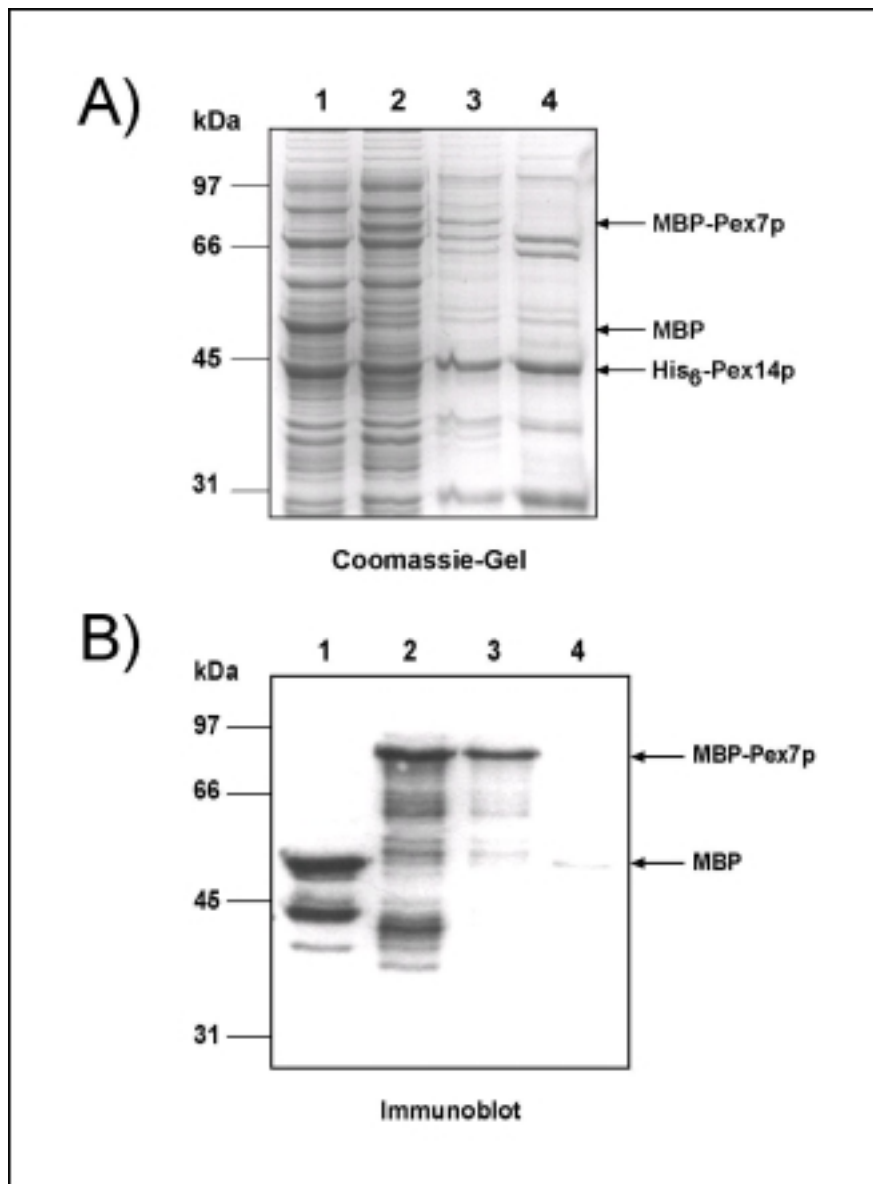 A)
1 2 3 4
kDa
97
MBP-Pex7p
66
MBP
45
His6-Pex14p
31
Coomassie-Gel
B)
1 2 3 4
kDa
97
MBP-Pex7p
66
MBP
45
31
Immunoblot